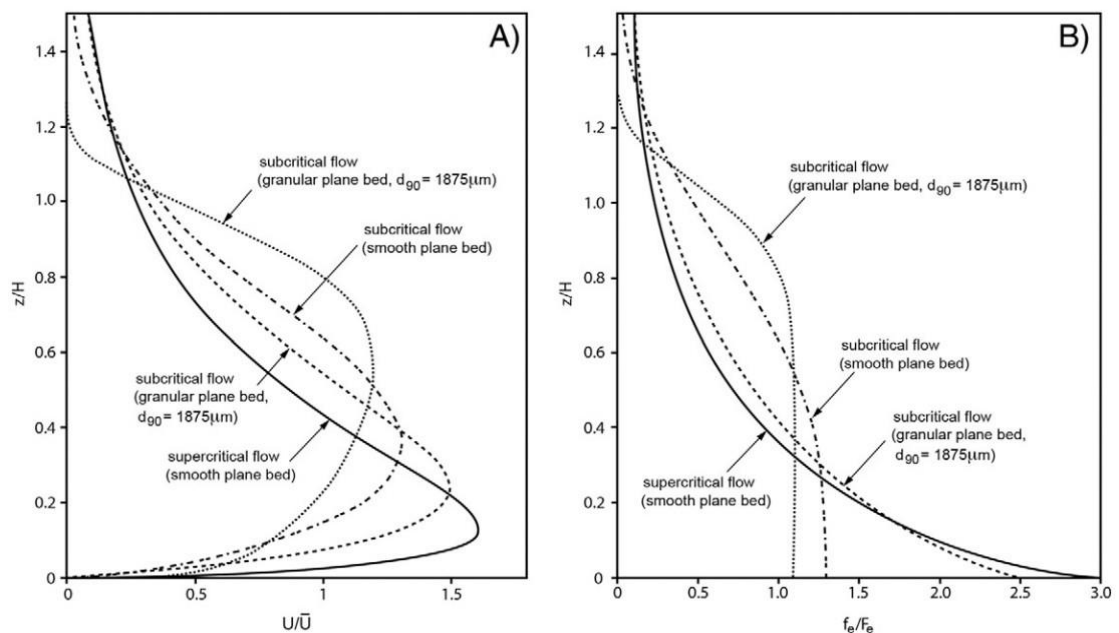 A)
1.4
1.2
1.0
0.8
0.6
0.4
0.2
0
z/H
subcritical flow
(granular plane bed, d90 = 1875μm)
subcritical flow
(smooth plane bed)
subcritical flow
(granular plane bed,
d90 = 1875μm)
supercritical flow
(smooth plane bed)
0
0.5
1
1.5
U/Ū
B)
1.4
1.2
1.0
0.8
0.6
0.4
0.2
0
z/H
subcritical flow
(granular plane bed, d90 = 1875μm)
subcritical flow
(smooth plane bed)
subcritical flow
(granular plane bed,
d90 = 1875μm)
supercritical flow
(smooth plane bed)
0
0.5
1.0
1.5
2.0
2.5
3.0
fe/Fe